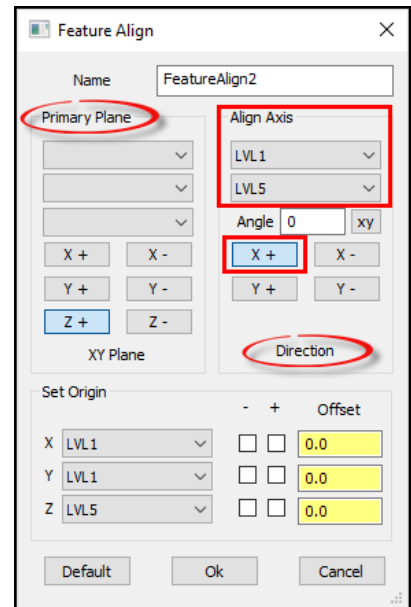 Feature Align
Name FeatureAlign2
Primary Plane Align Axis
LVL1
LVL5
Angle 0 xy
X + X - X + X -
Y + Y - Y + Y -
Z + Z -
XY Plane Direction
Set Origin
- + Offset
X LVL1 0.0
Y LVL1 0.0
Z LVL5 0.0
Default Ok Cancel